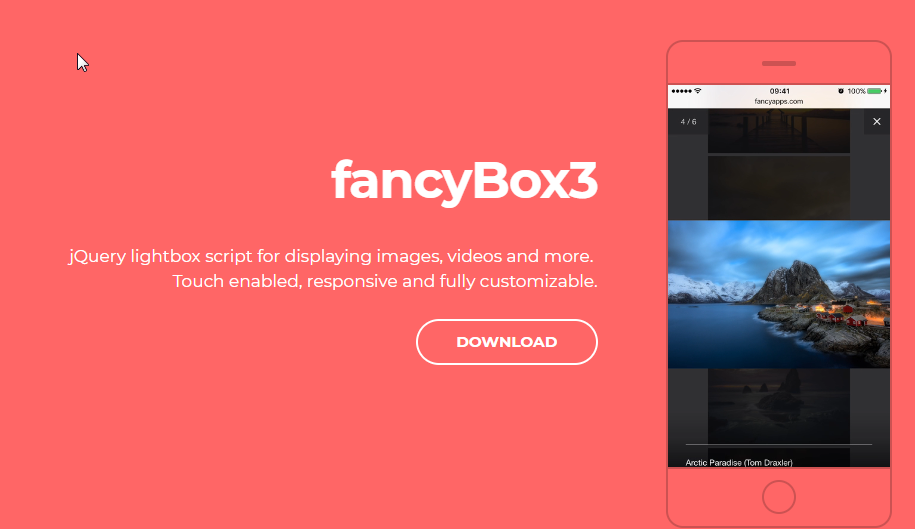 fancyBox3
jQuery lightbox script for displaying images, videos and more.
Touch enabled, responsive and fully customizable.
DOWNLOAD
09:41
100%
fancyapps.com
4 / 6
Arctic Paradise (Tom Draxler)